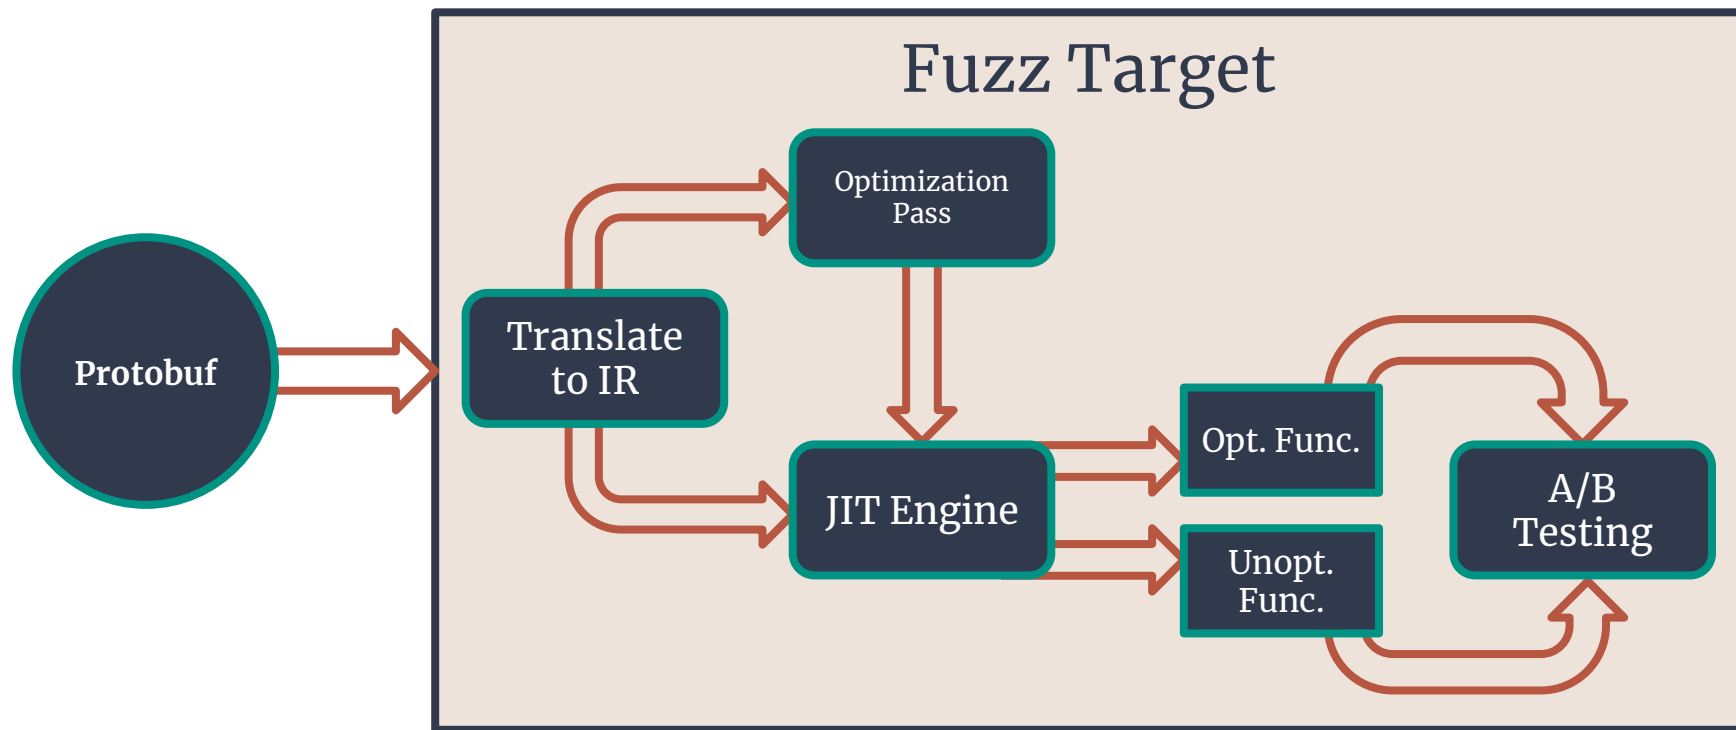 Fuzz Target
Protobuf
Translate
to IR
Optimization
Pass
JIT Engine
Opt. Func.
Unopt.
Func.
A/B
Testing